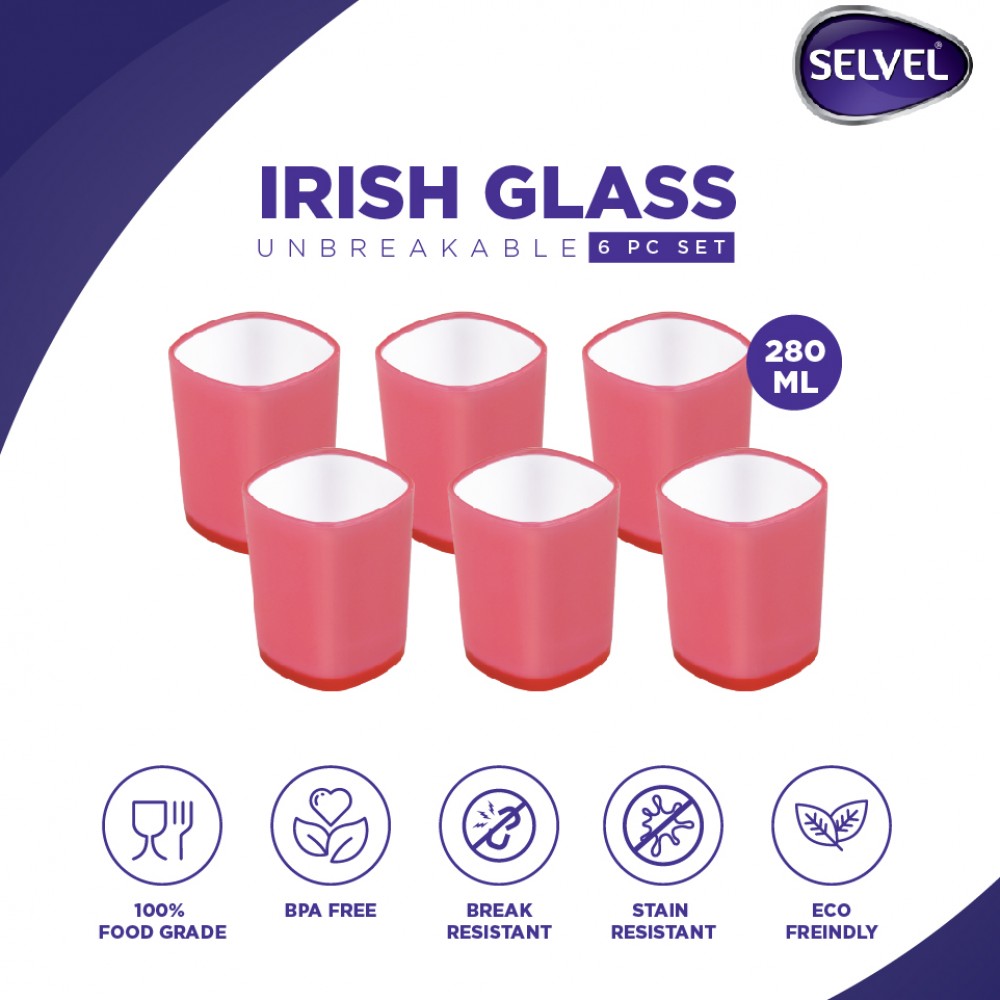 SELVEL®
IRISH GLASS
UNBREAKABLE 6 PC SET
280
ML
100%
FOOD GRADE
BPA FREE
BREAK
RESISTANT
STAIN
RESISTANT
ECO
FREINDLY